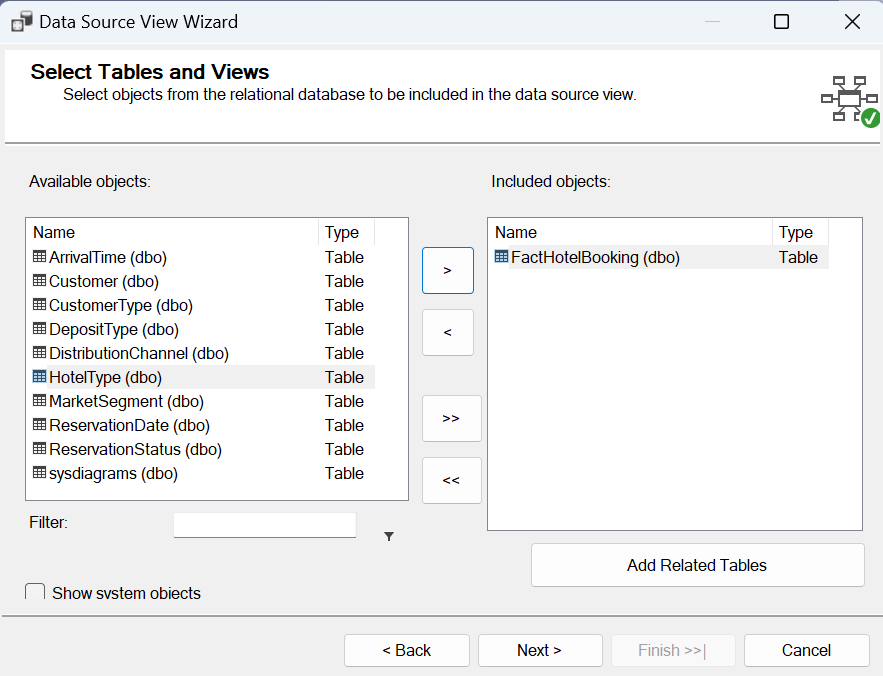 Data Source View Wizard
Select Tables and Views
Select objects from the relational database to be included in the data source view.
Available objects:
Included objects:
Name Type
ArrivalTime (dbo) Table
Customer (dbo) Table
CustomerType (dbo) Table
DepositType (dbo) Table
DistributionChannel (dbo) Table
HotelType (dbo) Table
MarketSegment (dbo) Table
ReservationDate (dbo) Table
ReservationStatus (dbo) Table
sysdiagrams (dbo) Table
>
<
>>
<<
Name Type
FactHotelBooking (dbo) Table
Filter:
Add Related Tables
Show system objects
< Back
Next >
Finish >>|
Cancel